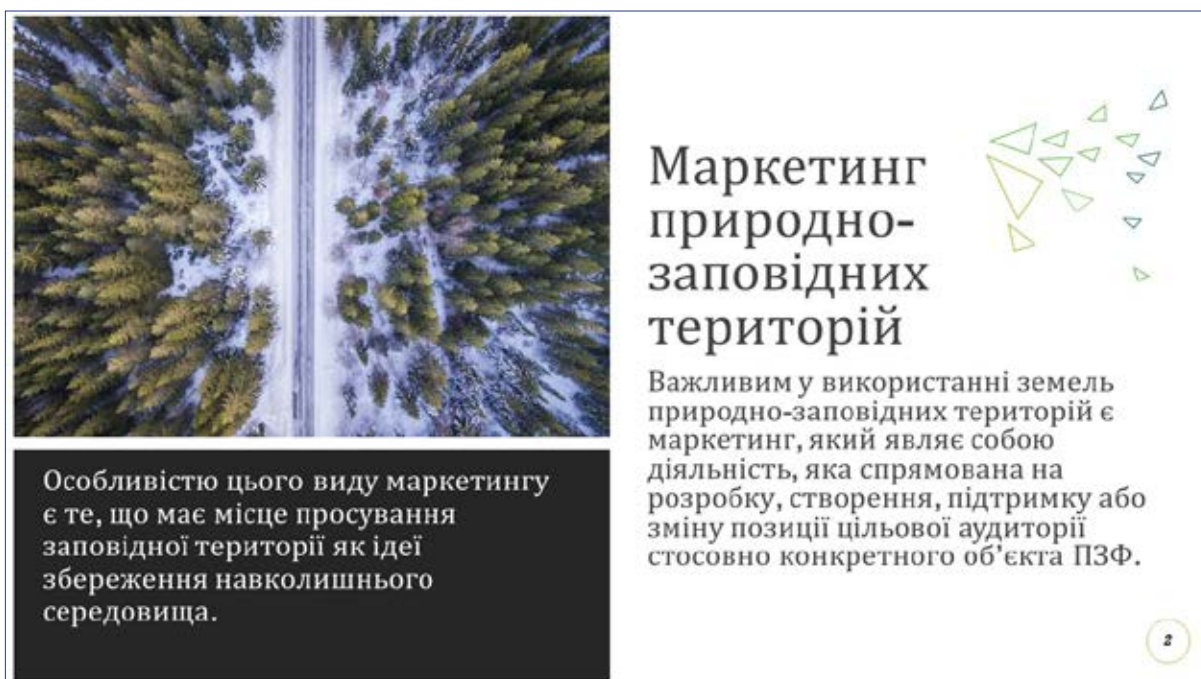 Маркетинг
природно-
заповідних
територій
Важливим у використанні земель
природно-заповідних територій є
маркетинг, який являє собою
діяльність, яка спрямована на
розробку, створення, підтримку або
зміну позиції цільової аудиторії
стосовно конкретного об’єкта ПЗФ.
Особливістю цього виду маркетингу
є те, що має місце просування
заповідної території як ідеї
збереження навколишнього
середовища.
2